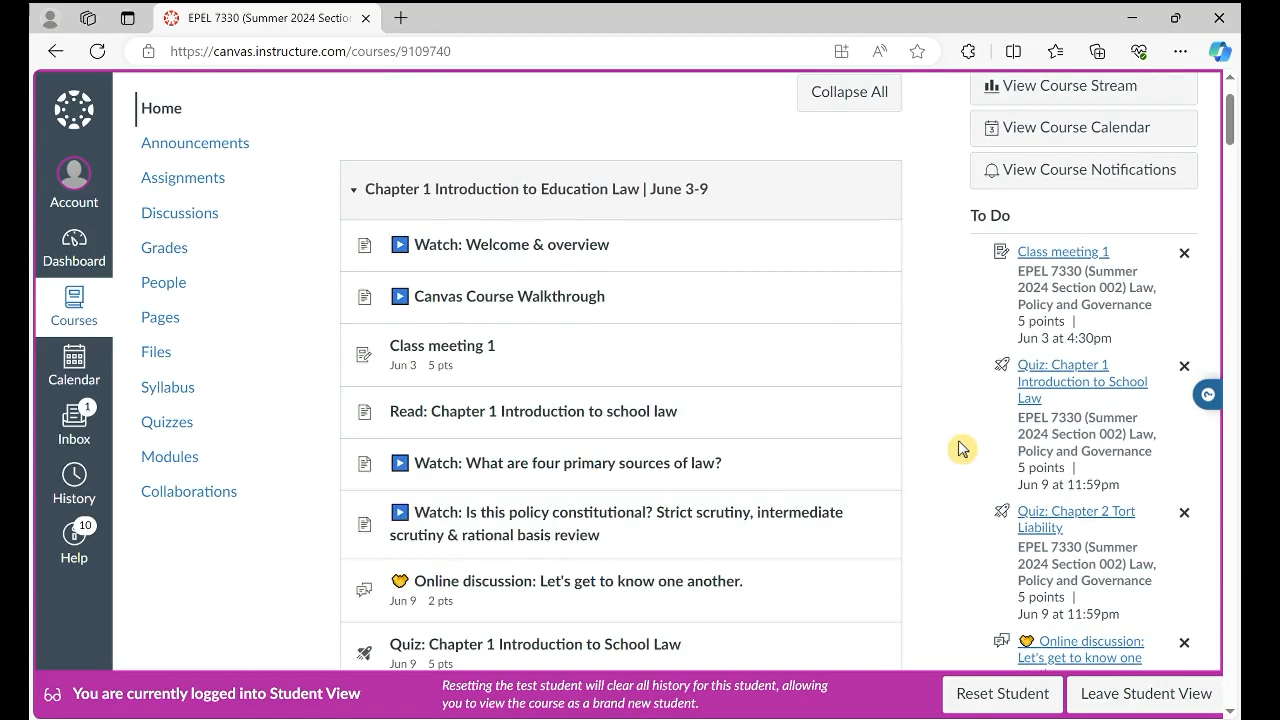 EPEL 7330 (Summer 2024 Sectior
https://canvas.instructure.com/courses/9109740
Account
Dashboard
Courses
Calendar
1
Inbox
History
10
Help
Home
Announcements
Assignments
Discussions
Grades
People
Pages
Files
Syllabus
Quizzes
Modules
Collaborations
Collapse All
Chapter 1 Introduction to Education Law | June 3-9
Watch: Welcome & overview
Canvas Course Walkthrough
Class meeting 1
Jun 3 5 pts
Read: Chapter 1 Introduction to school law
Watch: What are four primary sources of law?
Watch: Is this policy constitutional? Strict scrutiny, intermediate
scrutiny & rational basis review
Online discussion: Let's get to know one another.
Jun 9 2 pts
Quiz: Chapter 1 Introduction to School Law
Jun 9 5 pts
View Course Stream
3
View Course Calendar
View Course Notifications
To Do
Class meeting 1
EPEL 7330 (Summer
2024 Section 002) Law,
Policy and Governance
5 points |
Jun 3 at 4:30pm
Quiz: Chapter 1
Introduction to School
Law
EPEL 7330 (Summer
2024 Section 002) Law,
Policy and Governance
5 points |
Jun 9 at 11:59pm
Quiz: Chapter 2 Tort
Liability
EPEL 7330 (Summer
2024 Section 002) Law,
Policy and Governance
5 points |
Jun 9 at 11:59pm
Online discussion:
Let's get to know one
You are currently logged into Student View
Resetting the test student will clear all history for this student, allowing
you to view the course as a brand new student.
Reset Student
Leave Student View